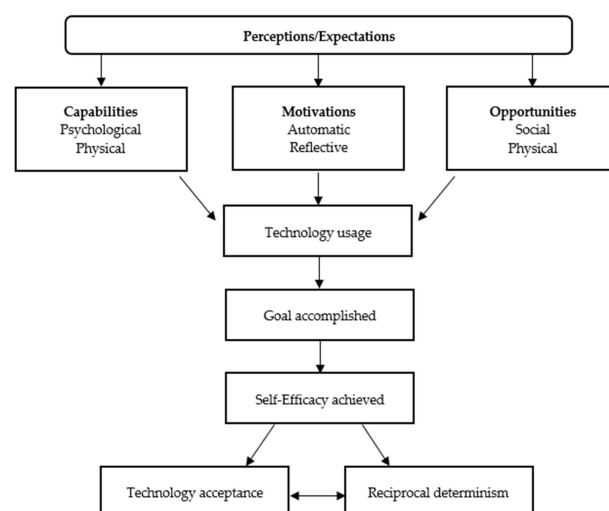 Perceptions/Expectations
Capabilities
Psychological
Physical
Motivations
Automatic
Reflective
Opportunities
Social
Physical
Technology usage
Goal accomplished
Self-Efficacy achieved
Technology acceptance
Reciprocal determinism